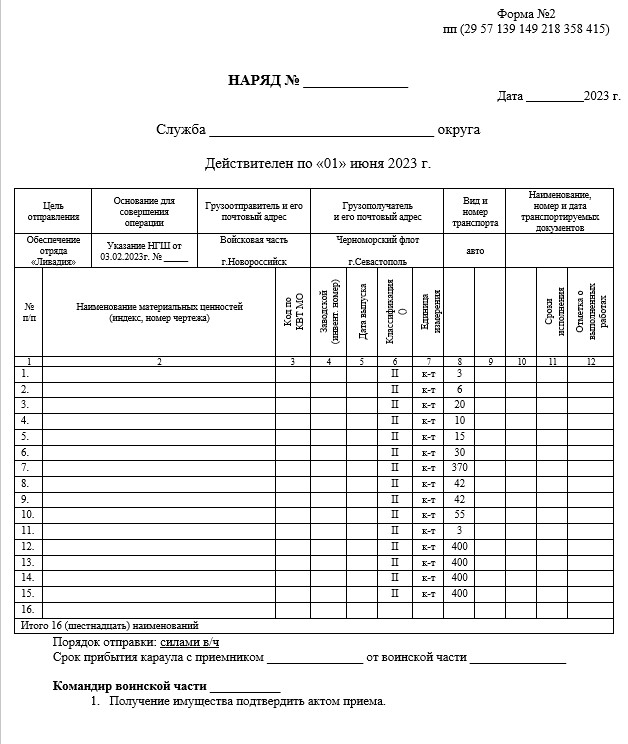 Форма №2
пп (29 57 139 149 218 358 415)
НАРЯД № ______________
Дата _________2023 г.
Служба ________________________________ округа
Действителен по «01» июня 2023 г.
Цель отправления | Основание для совершения операции | Грузоотправитель и его почтовый адрес | Грузополучатель и его почтовый адрес | Вид и номер транспорта | Наименование, номер и дата транспортируемых документов
Обеспечение отряда «Ливадия» | Указание НГШ от 03.02.2023г. № _____ | Войсковая часть г.Новороссийск | Черноморский флот г.Севастополь | авто
№ п/п | Наименование материальных ценностей (индекс, номер чертежа) | Код по КВТ МО | Заводской (инвент. номер) | Дата выпуска | Классификация () | Единица измерения | Сроки исполнения | Отметка о выполненных работах
1 2 3 4 5 6 7 8 9 10 11 12
1. II к-т 3
2. II к-т 6
3. II к-т 20
4. II к-т 10
5. II к-т 15
6. II к-т 30
7. II к-т 370
8. II к-т 42
9. II к-т 42
10. II к-т 55
11. II к-т 3
12. II к-т 400
13. II к-т 400
14. II к-т 400
15. II к-т 400
16.
Итого 16 (шестнадцать) наименований
Порядок отправки: силами в/ч
Срок прибытия караула с приемником _______________ от воинской части _______________
Командир воинской части ___________
1. Получение имущества подтвердить актом приема.